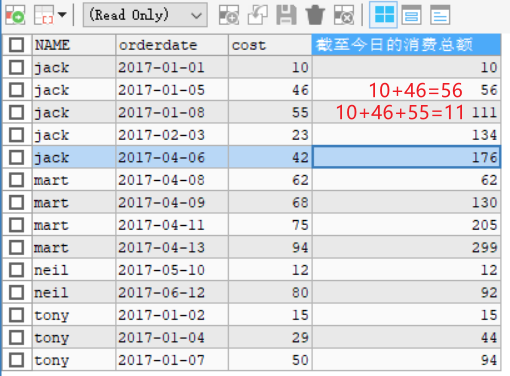 (Read Only)
NAME orderdate cost 截至今日的消费总额
jack 2017-01-01 10 10
jack 2017-01-05 46 10+46=56 56
jack 2017-01-08 55 10+46+55=11 111
jack 2017-02-03 23 134
jack 2017-04-06 42 176
mart 2017-04-08 62 62
mart 2017-04-09 68 130
mart 2017-04-11 75 205
mart 2017-04-13 94 299
neil 2017-05-10 12 12
neil 2017-06-12 80 92
tony 2017-01-02 15 15
tony 2017-01-04 29 44
tony 2017-01-07 50 94